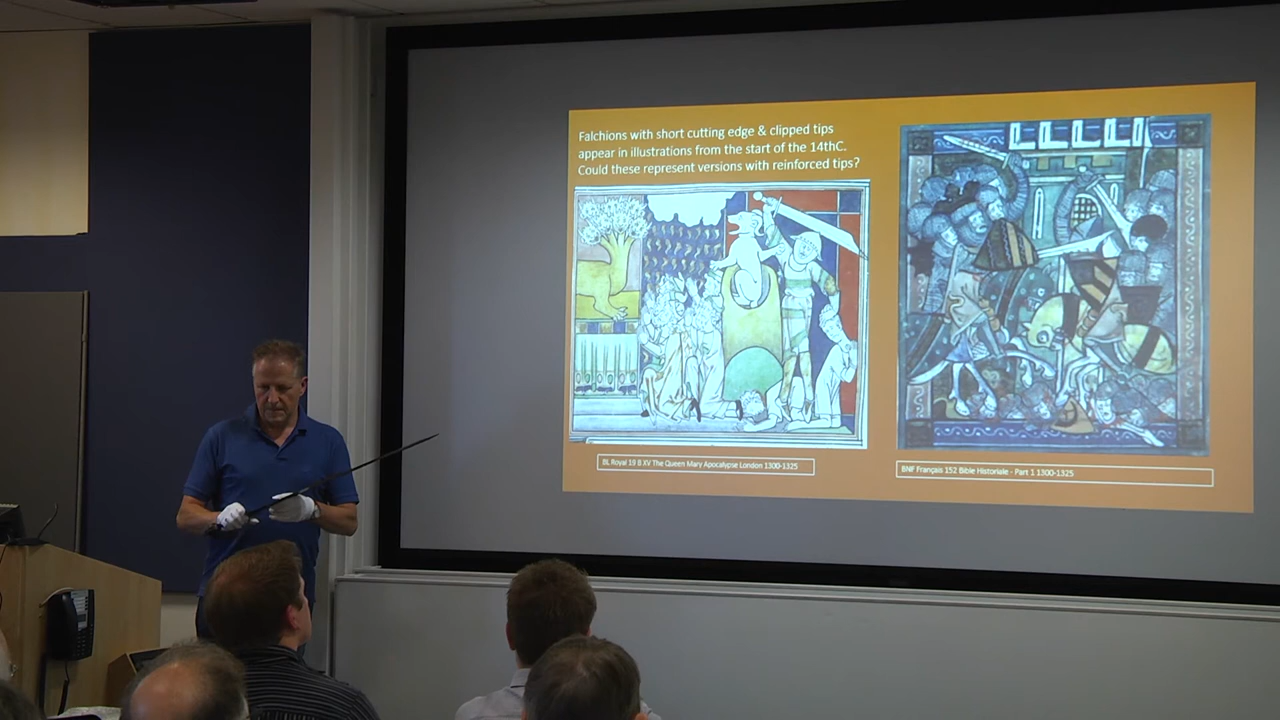 Falchions with short cutting edge & clipped tips
appear in illustrations from the start of the 14thC.
Could these represent versions with reinforced tips?
BL Royal 19 B XV The Queen Mary Apocalypse London 1300-1325
BNF Français 152 Bible Historiale - Part 1 1300-1325